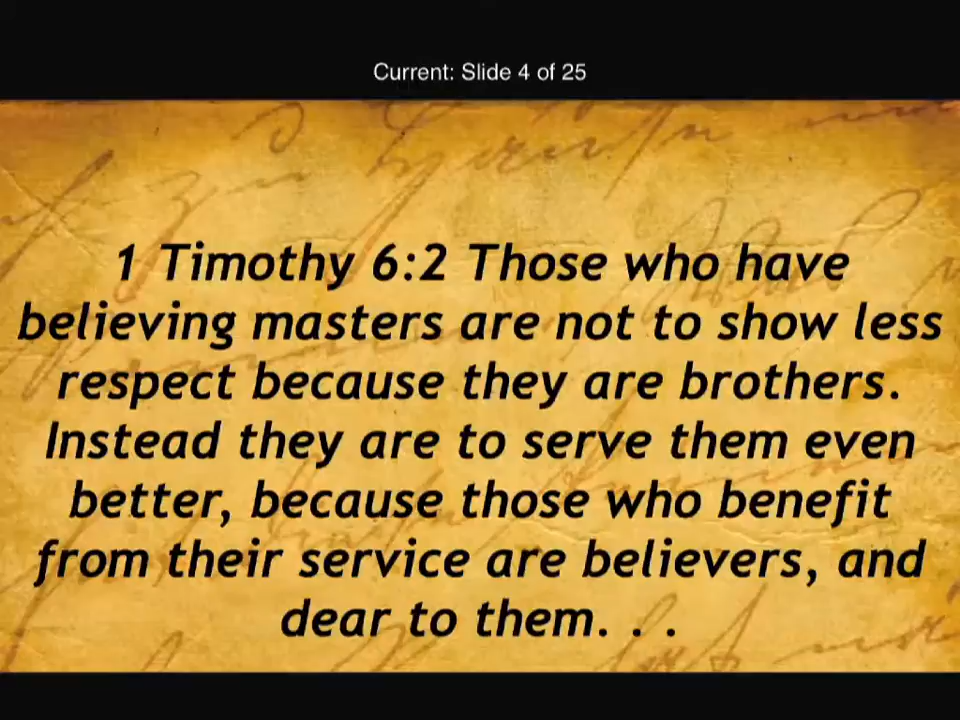 Current: Slide 4 of 25
1 Timothy 6:2 Those who have
believing masters are not to show less
respect because they are brothers.
Instead they are to serve them even
better, because those who benefit
from their service are believers, and
dear to them. . .